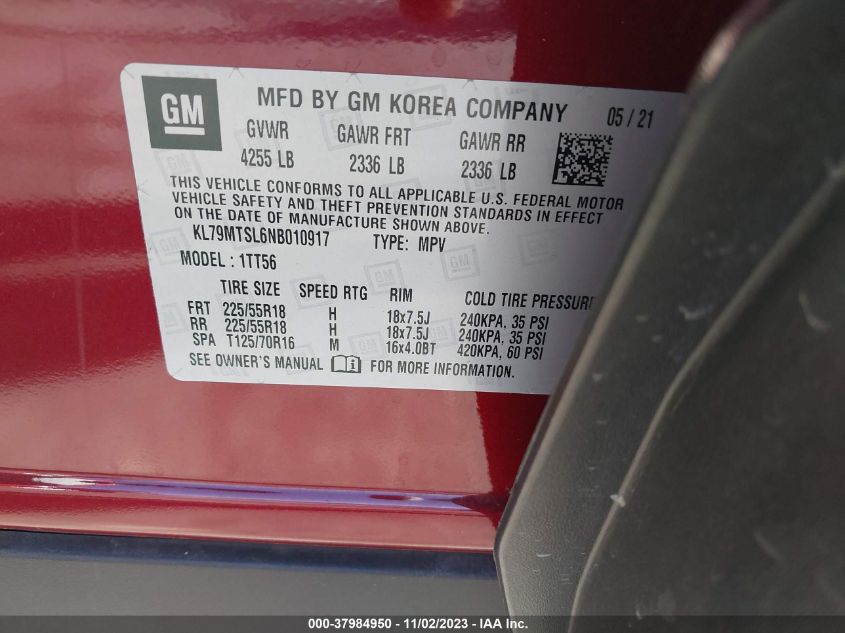 GM MFD BY GM KOREA COMPANY 05 / 21
GVWR GAWR FRT GAWR RR
4255 LB 2336 LB 2336 LB
THIS VEHICLE CONFORMS TO ALL APPLICABLE U.S. FEDERAL MOTOR
VEHICLE SAFETY AND THEFT PREVENTION STANDARDS IN EFFECT
ON THE DATE OF MANUFACTURE SHOWN ABOVE.
KL79MTSL6NB010917 TYPE: MPV
MODEL : 1TT56
TIRE SIZE SPEED RTG RIM COLD TIRE PRESSURE
FRT 225/55R18 H 18x7.5J 240KPA, 35 PSI
RR 225/55R18 H 18x7.5J 240KPA, 35 PSI
SPA T125/70R16 M 16x4.0BT 420KPA, 60 PSI
SEE OWNER'S MANUAL FOR MORE INFORMATION.
000-37984950 - 11/02/2023 - IAA Inc.